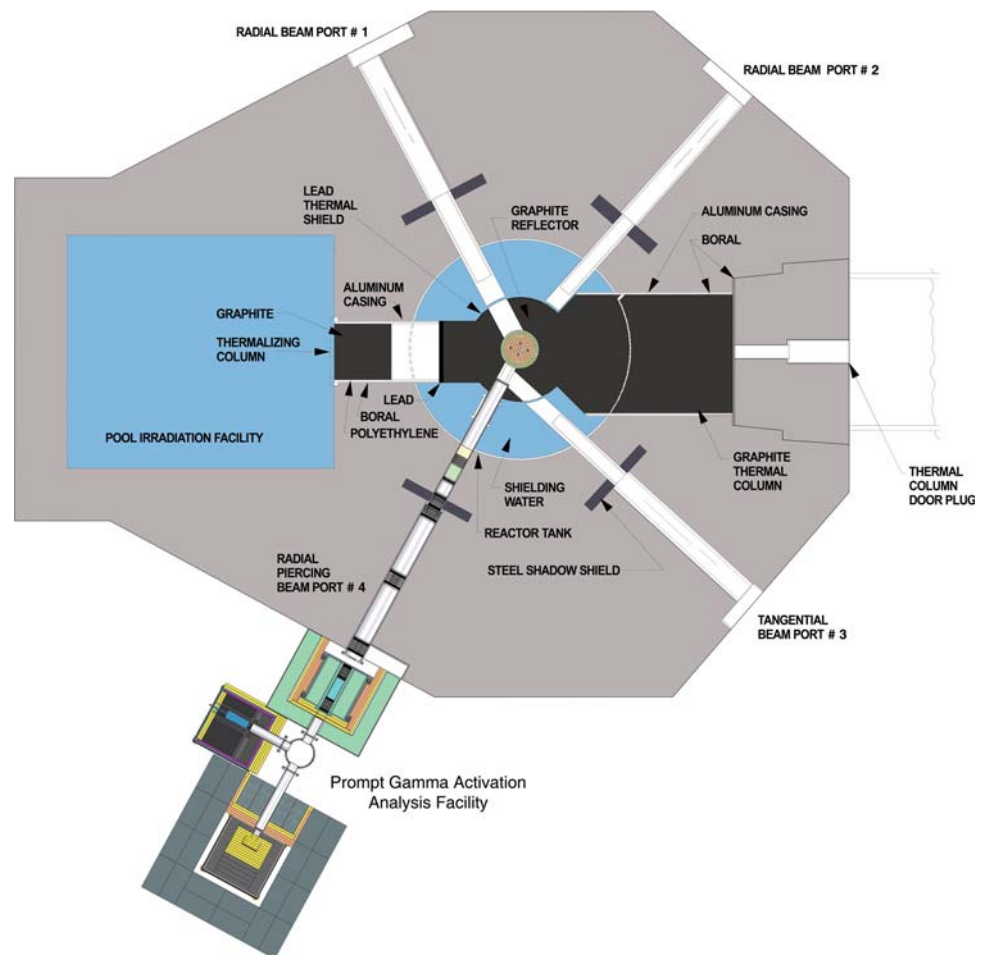 RADIAL BEAM PORT # 1
RADIAL BEAM PORT # 2
LEAD
THERMAL
SHIELD
GRAPHITE
REFLECTOR
ALUMINUM CASING
BORAL
ALUMINUM
CASING
GRAPHITE
THERMALIZING
COLUMN
LEAD
BORAL
POLYETHYLENE
POOL IRRADIATION FACILITY
SHIELDING
WATER
GRAPHITE
THERMAL
COLUMN
THERMAL
COLUMN
DOOR PLUG
REACTOR TANK
STEEL SHADOW SHIELD
RADIAL
PIERCING
BEAM PORT # 4
TANGENTIAL
BEAM PORT # 3
Prompt Gamma Activation
Analysis Facility